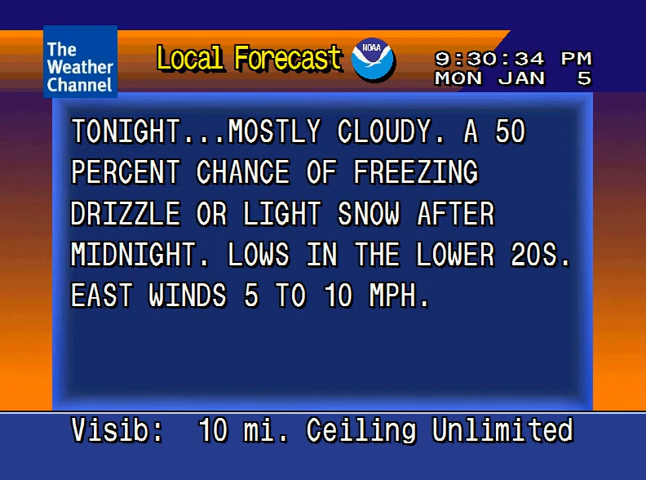 The
Weather
Channel
Local Forecast
NOAA
9:30:34 PM
MON JAN 5
TONIGHT...MOSTLY CLOUDY. A 50
PERCENT CHANCE OF FREEZING
DRIZZLE OR LIGHT SNOW AFTER
MIDNIGHT. LOWS IN THE LOWER 20S.
EAST WINDS 5 TO 10 MPH.
Visib: 10 mi. Ceiling Unlimited